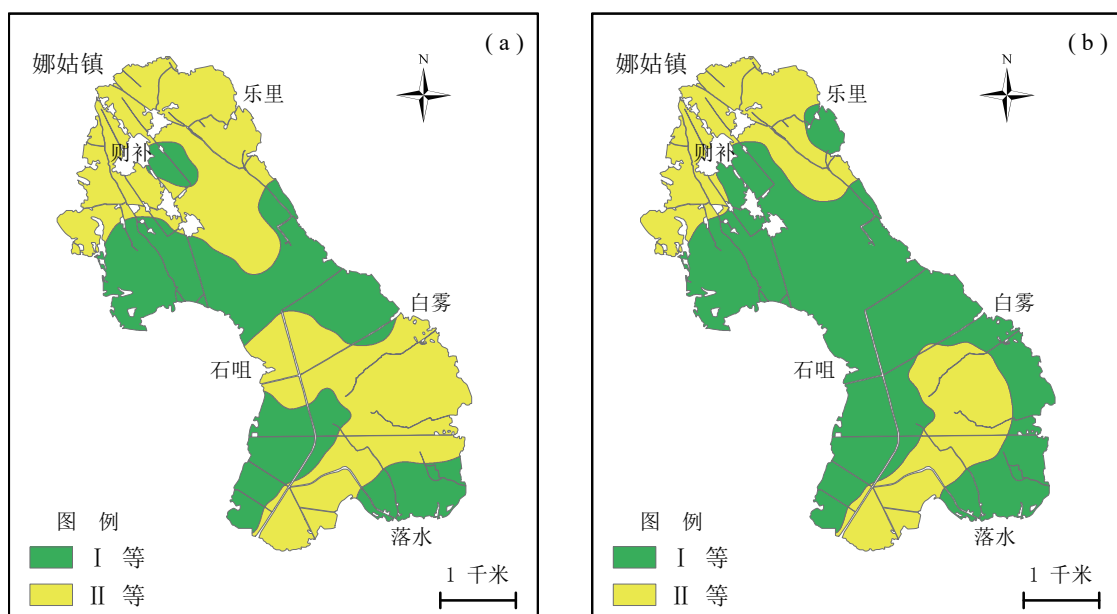 (a)
N
娜姑镇
乐里
则补
白雾
石咀
落水
图 例
Ⅰ 等
Ⅱ 等
1 千米
(b)
N
娜姑镇
乐里
则补
白雾
石咀
落水
图 例
Ⅰ 等
Ⅱ 等
1 千米